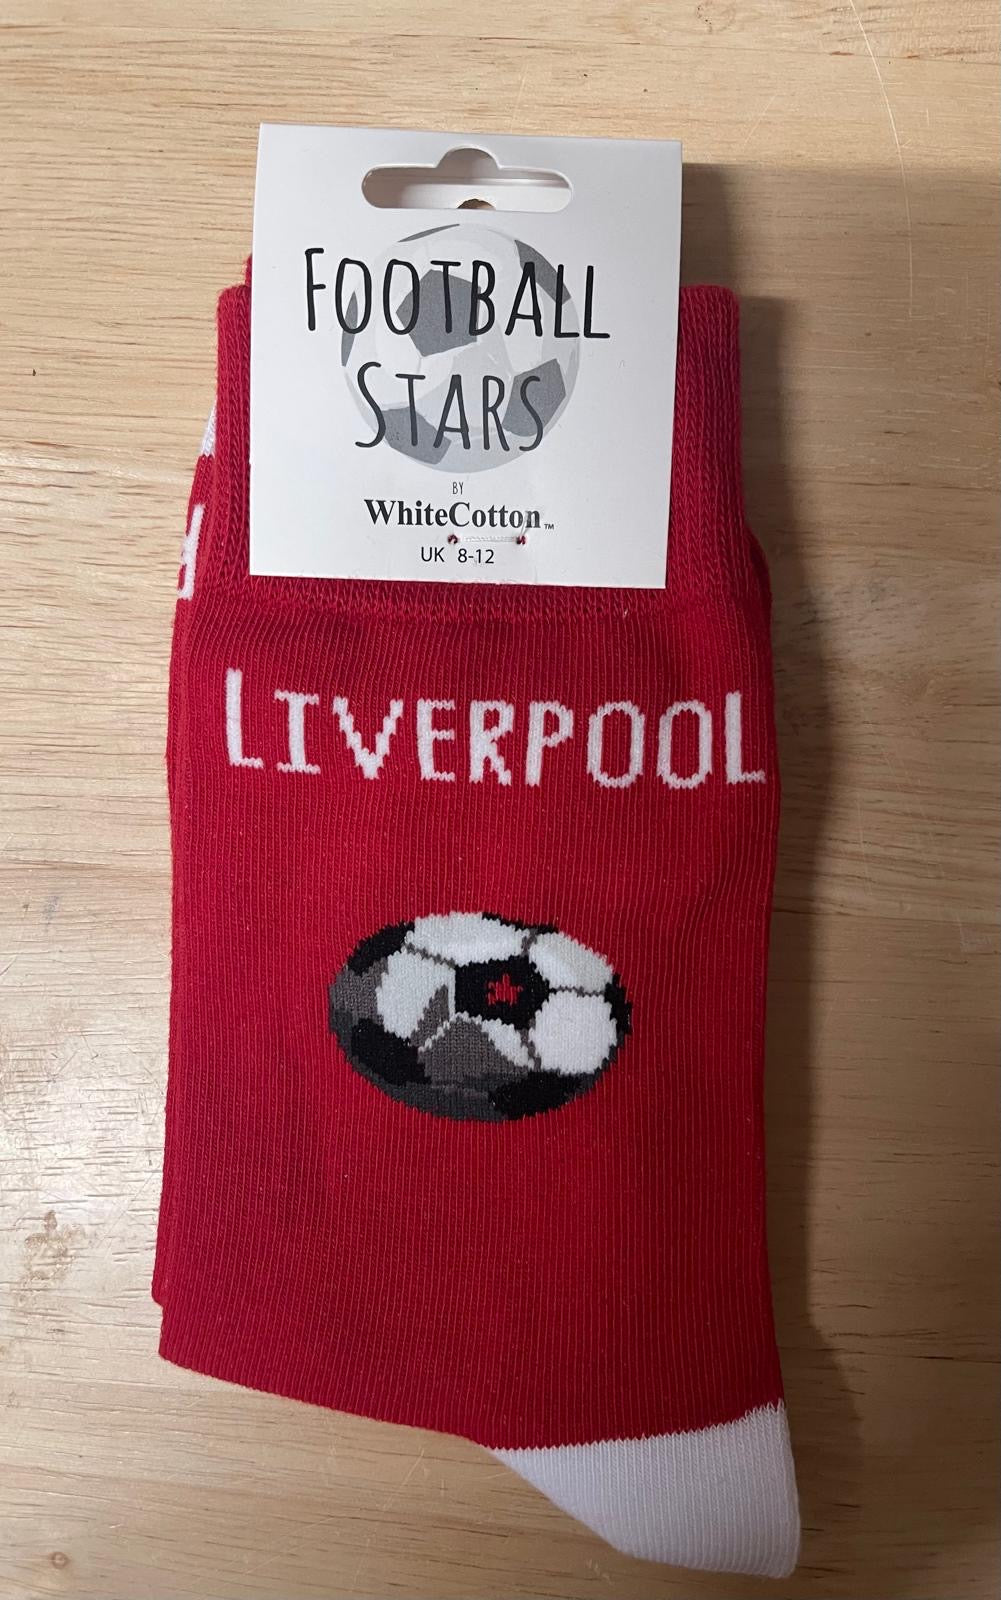 FOOTBALL
STARS
BY
WhiteCotton™
UK 8-12
LIVERPOOL